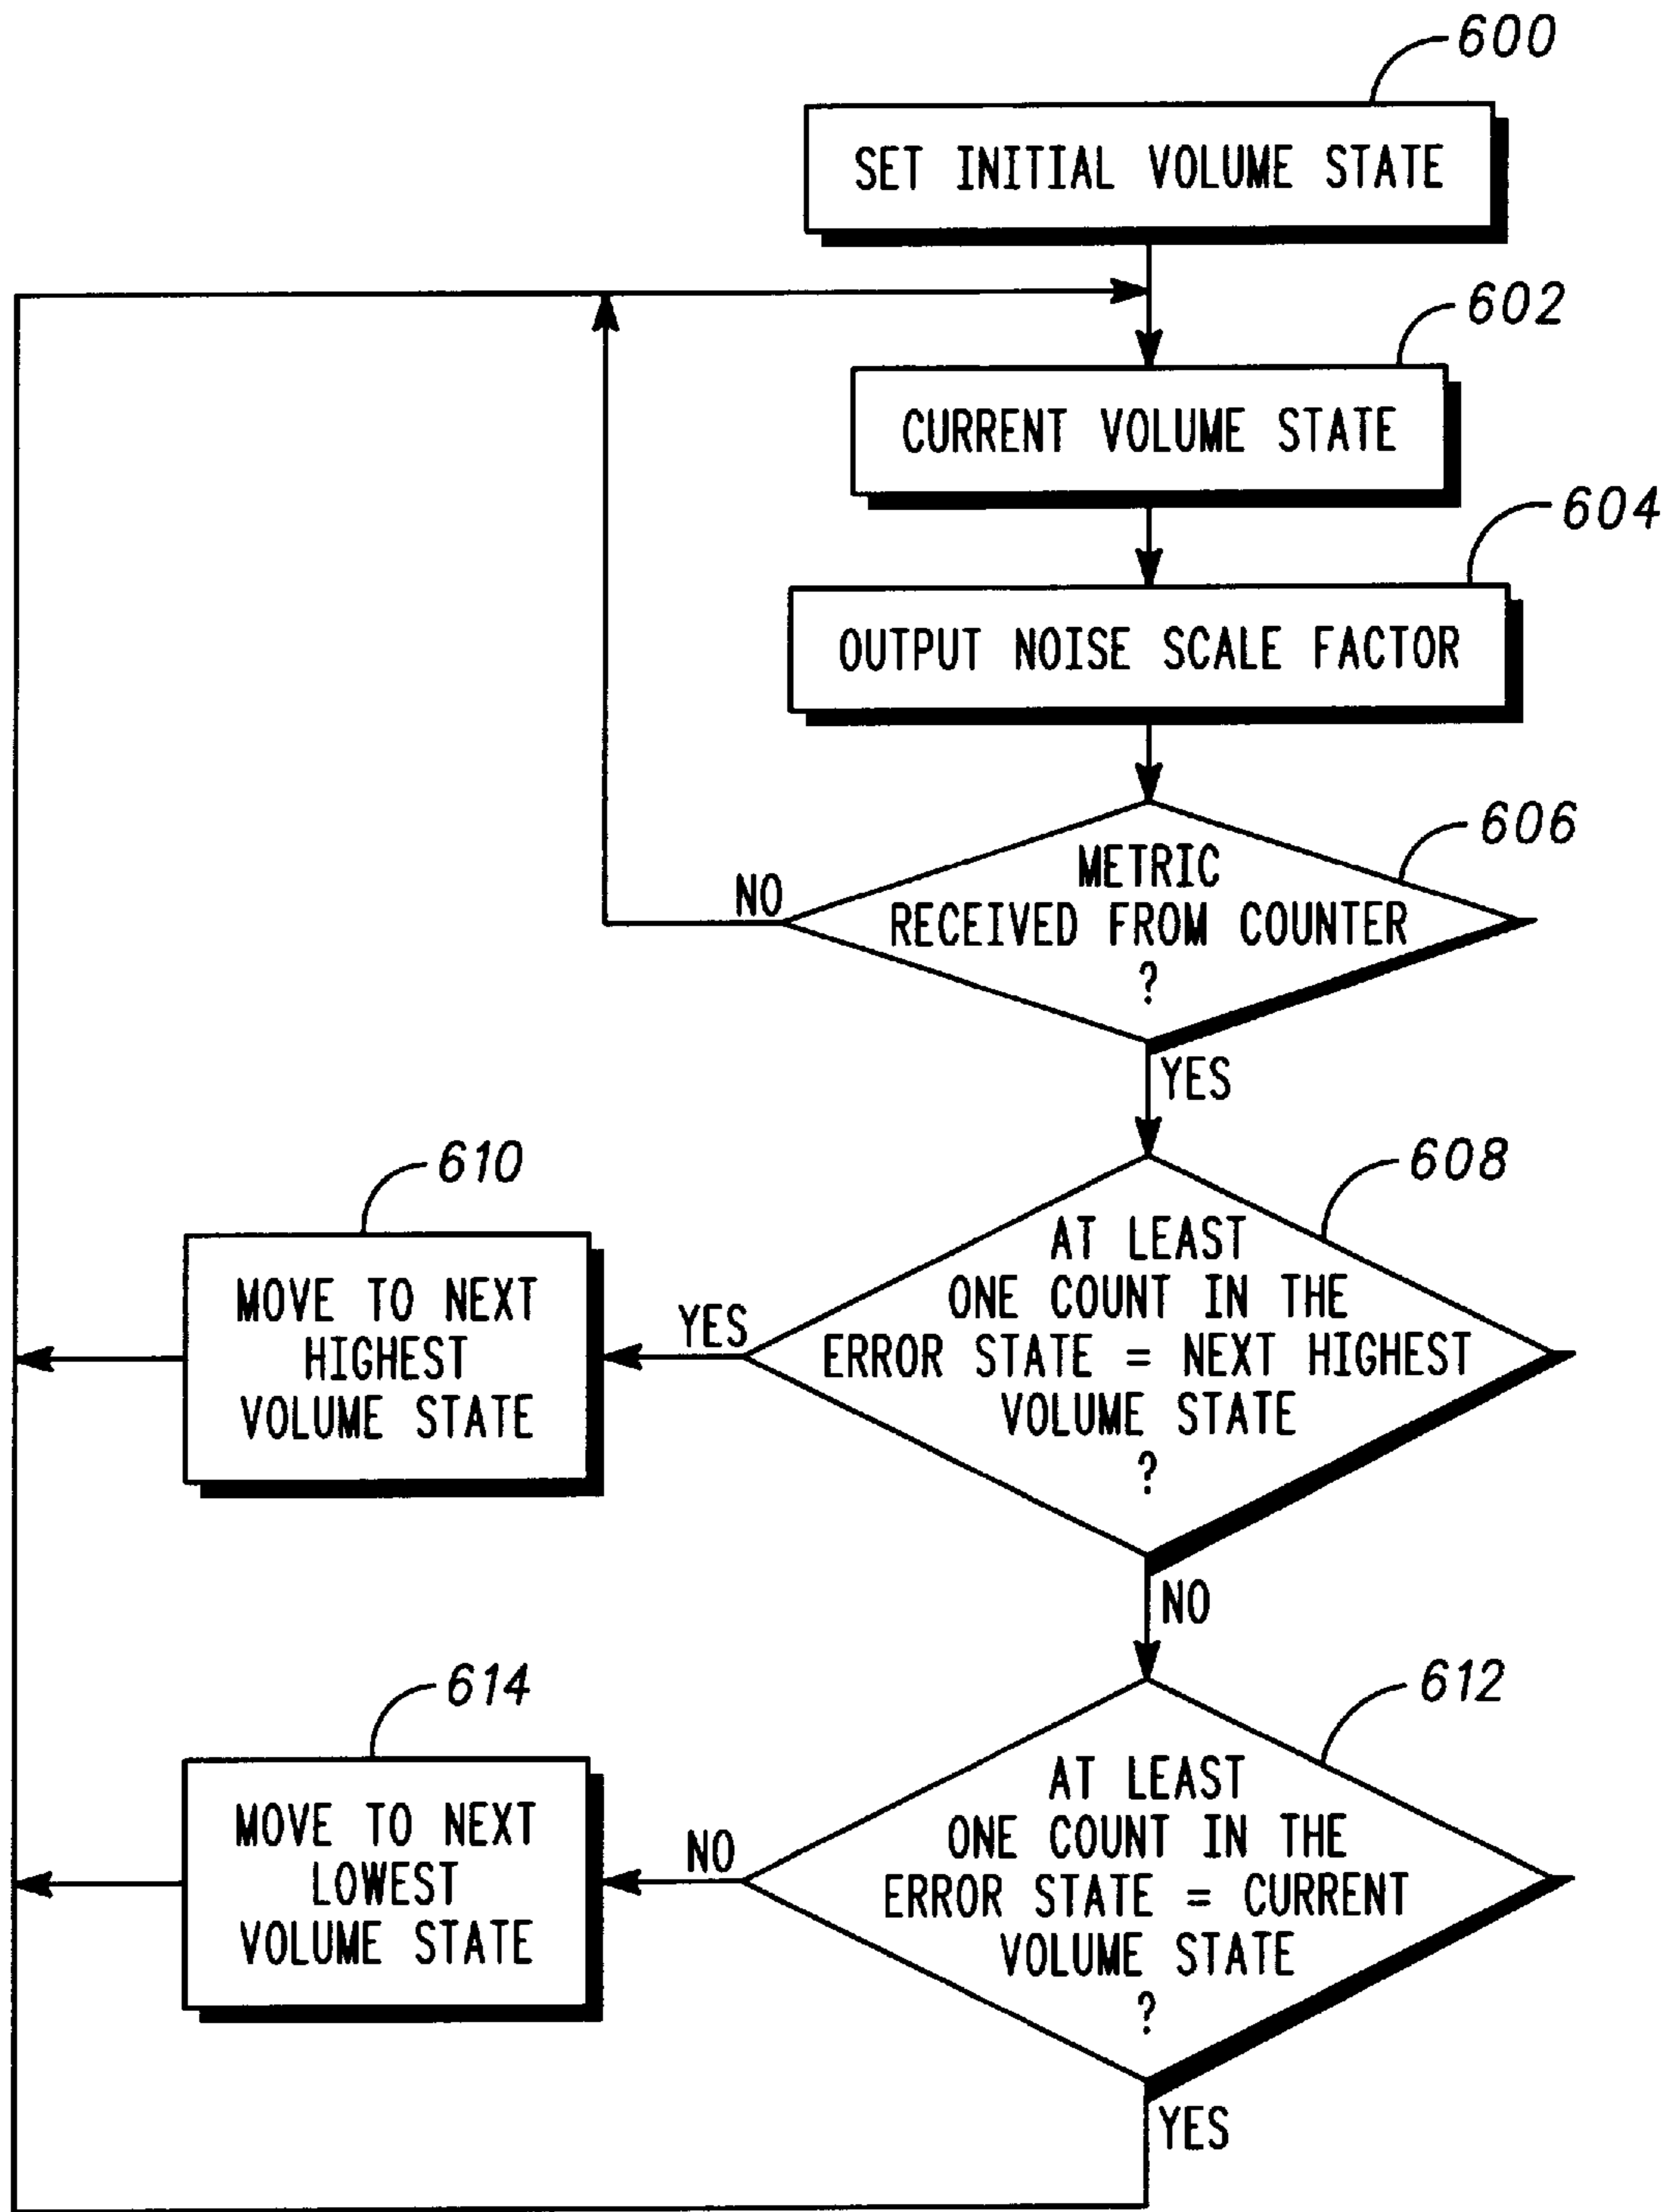 600
SET INITIAL VOLUME STATE
602
CURRENT VOLUME STATE
604
OUTPUT NOISE SCALE FACTOR
606
METRIC
RECEIVED FROM COUNTER
?
NO
YES
608
AT LEAST
ONE COUNT IN THE
ERROR STATE = NEXT HIGHEST
VOLUME STATE
?
YES
610
MOVE TO NEXT
HIGHEST
VOLUME STATE
NO
612
AT LEAST
ONE COUNT IN THE
ERROR STATE = CURRENT
VOLUME STATE
?
NO
614
MOVE TO NEXT
LOWEST
VOLUME STATE
YES